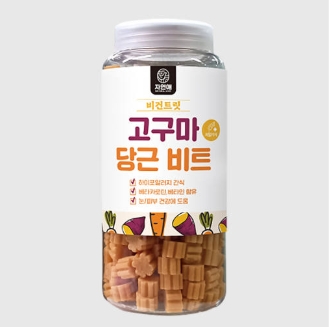 자연애
비건트릿
고구마
당근 비트
하이포알러지 간식
베타카로틴 베타인 함유
눈/피부 건강에 도움